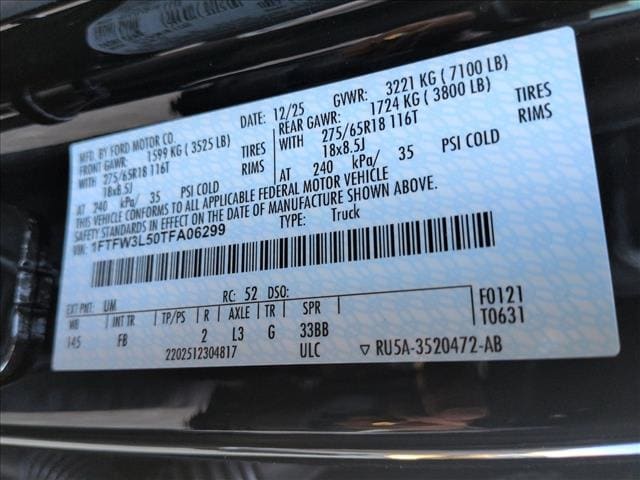 MFD. BY FORD MOTOR CO. DATE: 12/25 GVWR: 3221 KG ( 7100 LB)
FRONT GAWR: 1599 KG ( 3525 LB) REAR GAWR: 1724 KG ( 3800 LB)
WITH 275/65R18 116T TIRES WITH 275/65R18 116T TIRES
18x8.5J RIMS 18x8.5J RIMS
AT 240 kPa/ 35 PSI COLD AT 240 kPa/ 35 PSI COLD
THIS VEHICLE CONFORMS TO ALL APPLICABLE FEDERAL MOTOR VEHICLE
SAFETY STANDARDS IN EFFECT ON THE DATE OF MANUFACTURE SHOWN ABOVE.
VIN: 1FTFW3L50TFA06299 TYPE: Truck
EXT PNT: UM RC: 52 DSO: F0121
WB INT TR TP/PS R AXLE TR SPR T0631
145 FB 2 L3 G 33BB
2202512304817 ULC ▽ RU5A-3520472-AB